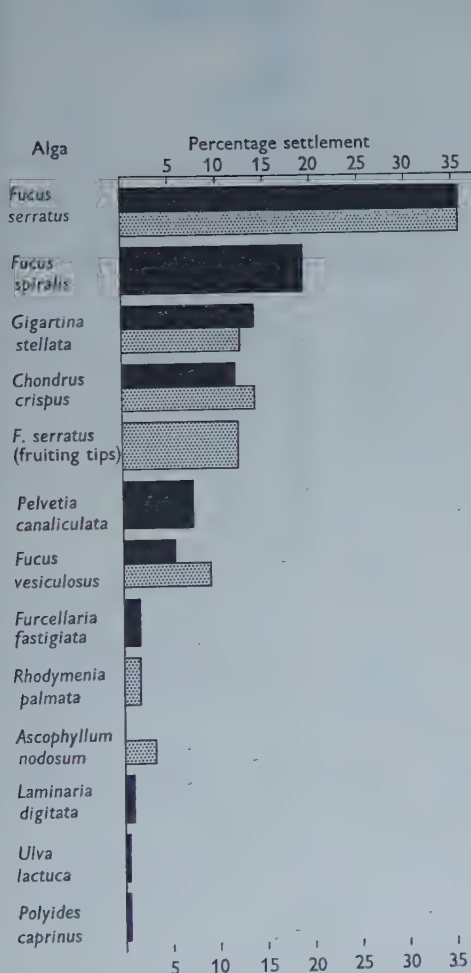 Alga
Percentage settlement
5 10 15 20 25 30 35
Fucus
serratus
Fucus
spiralis
Gigartina
stellata
Chondrus
crispus
F. serratus
(fruiting tips)
Pelvetia
canaliculata
Fucus
vesiculosus
Furcellaria
fastigiata
Rhodymenia
palmata
Ascophyllum
nodosum
Laminaria
digitata
Ulva
lactuca
Polyides
caprinus
5 10 15 20 25 30 35